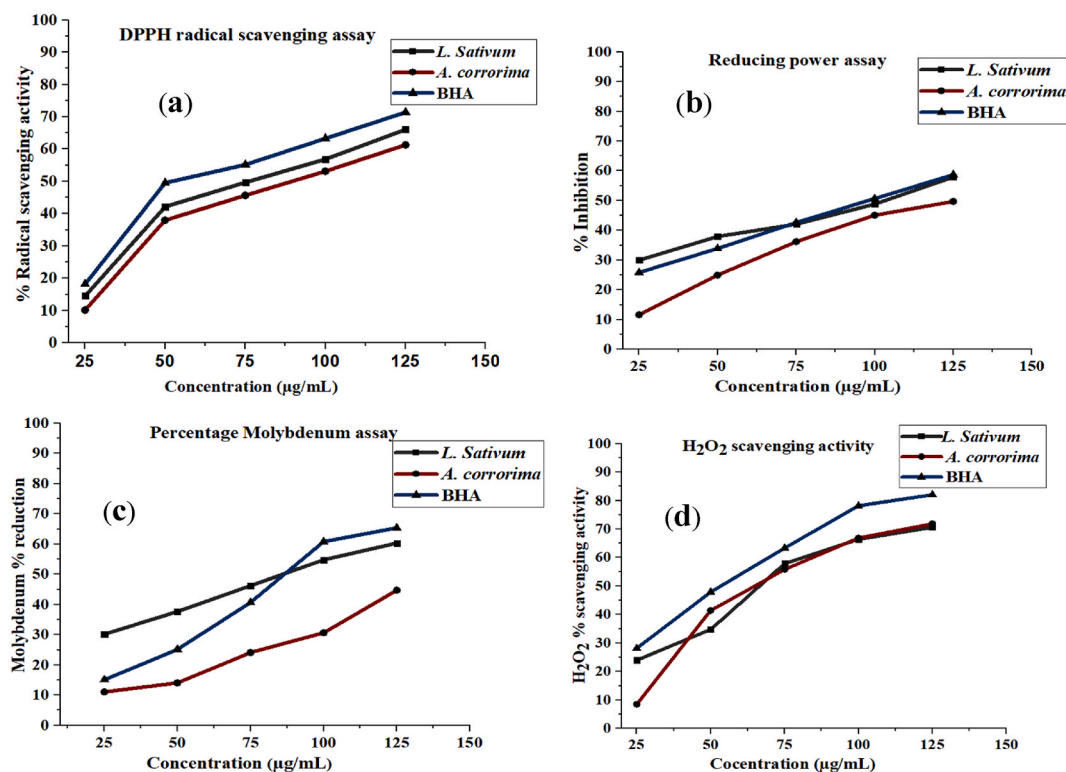 DPPH radical scavenging assay
(a)
L. Sativum
A. corrorima
BHA
% Radical scavenging activity
100
90
80
70
60
50
40
30
20
10
0
25 50 75 100 125 150
Concentration (µg/mL)
Reducing power assay
(b)
L. Sativum
A. corrorima
BHA
% Inhibition
100
90
80
70
60
50
40
30
20
10
0
25 50 75 100 125 150
Concentration (µg/mL)
Percentage Molybdenum assay
(c)
L. Sativum
A. corrorima
BHA
Molybdenum % reduction
100
90
80
70
60
50
40
30
20
10
0
25 50 75 100 125 150
Concentration (µg/mL)
H₂O₂ scavenging activity
(d)
L. Sativum
A. corrorima
BHA
H₂O₂ % scavenging activity
100
90
80
70
60
50
40
30
20
10
0
25 50 75 100 125 150
Cocentration (µg/mL)